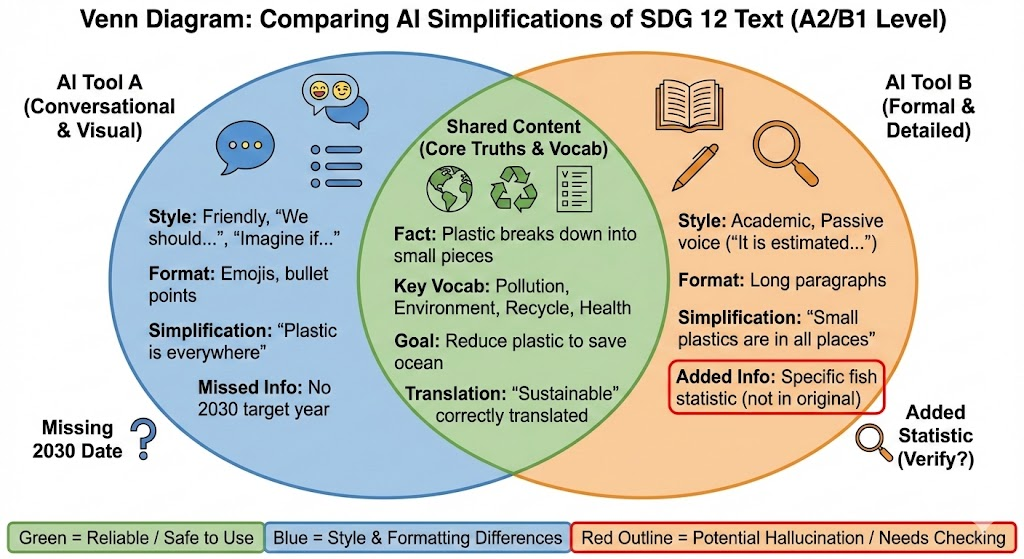 Venn Diagram: Comparing AI Simplifications of SDG 12 Text (A2/B1 Level)
AI Tool A
(Conversational
& Visual)
Style: Friendly, “We
should...”, “Imagine if...”
Format: Emojis, bullet
points
Simplification: “Plastic
is everywhere”
Missed Info: No
2030 target year
Missing
2030 Date
?
Shared Content
(Core Truths & Vocab)
Fact: Plastic breaks down into
small pieces
Key Vocab: Pollution,
Environment, Recycle, Health
Goal: Reduce plastic to save
ocean
Translation: “Sustainable”
correctly translated
AI Tool B
(Formal &
Detailed)
Style: Academic, Passive
voice (“It is estimated...”)
Format: Long paragraphs
Simplification: “Small
plastics are in all places”
Added Info: Specific fish
statistic (not in original)
Added
Statistic
(Verify?)
Green = Reliable / Safe to Use
Blue = Style & Formatting Differences
Red Outline = Potential Hallucination / Needs Checking